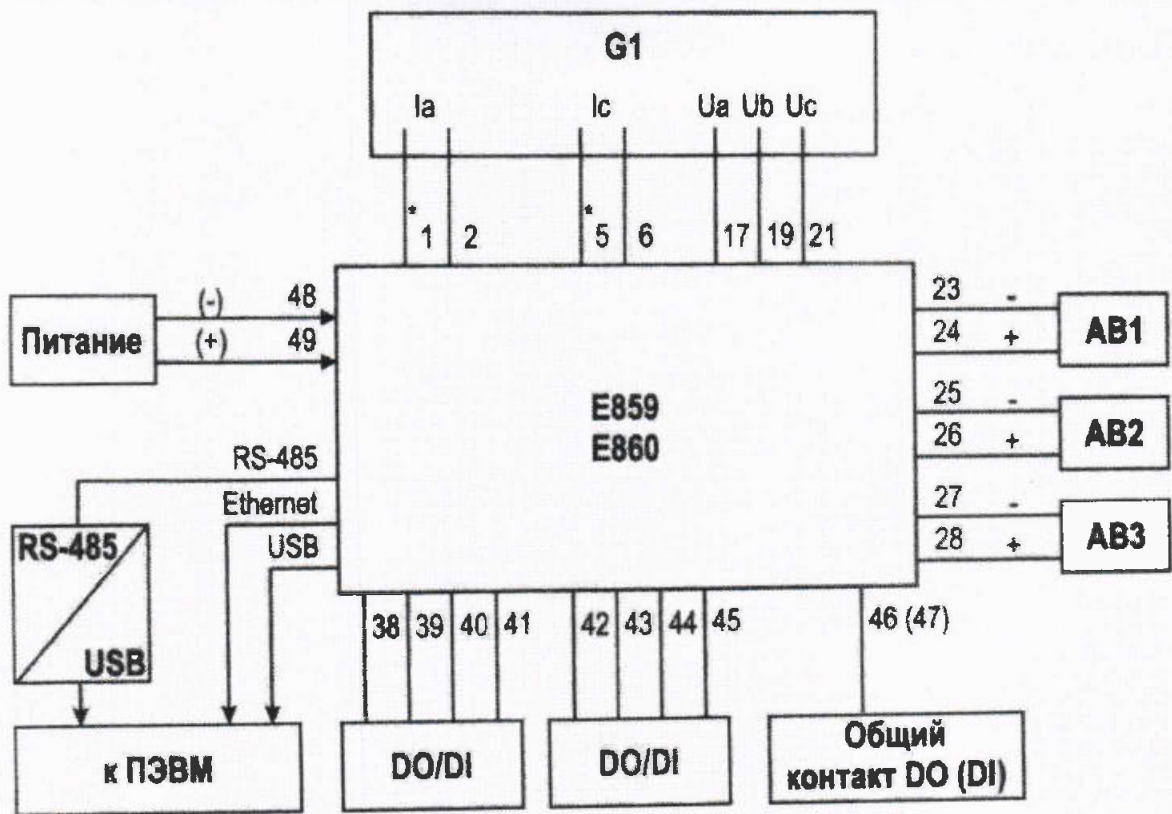 G1
Ia Ic Ua Ub Uc
* 1 2 * 5 6 17 19 21
Питание
(-) 48
(+) 49
E859
E860
23 -
24 +
AB1
25 -
26 +
AB2
27 -
28 +
AB3
RS-485
Ethernet
USB
RS-485
USB
38 39 40 41 42 43 44 45 46 (47)
к ПЭВМ
DO/DI
DO/DI
Общий
контакт DO (DI)